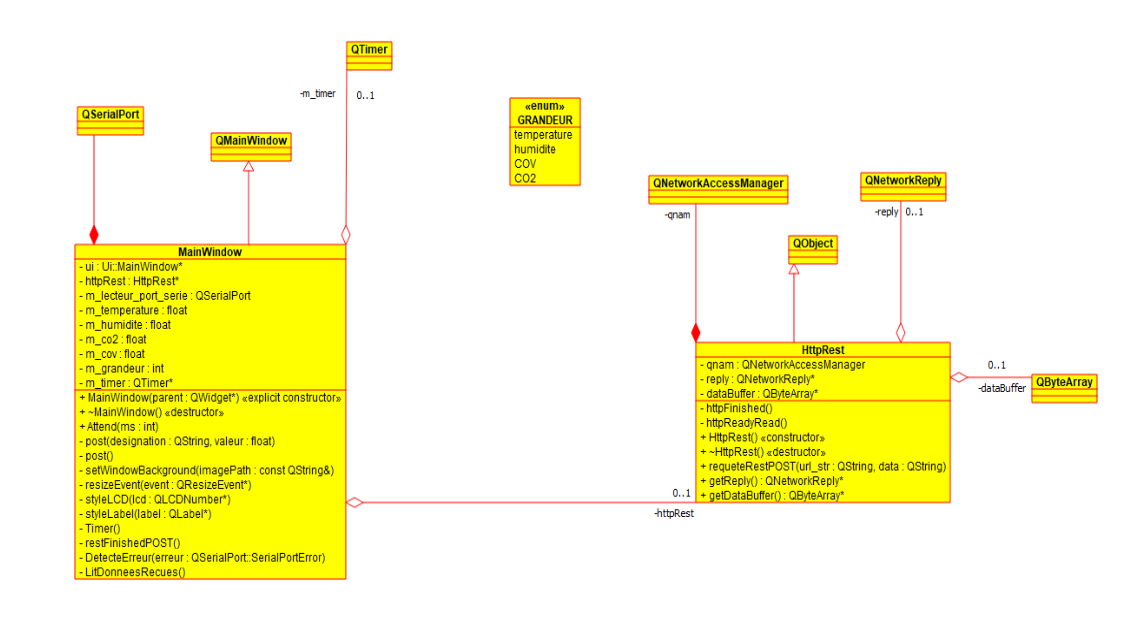 QTimer
-m_timer
0..1
QSerialPort
QMainWindow
«enum»
GRANDEUR
temperature
humidite
COV
CO2
QNetworkAccessManager
-qnam
QNetworkReply
-reply
0..1
QObject
MainWindow
- ui : Ui::MainWindow*
- httpRest : HttpRest*
- m_lecteur_port_serie : QSerialPort
- m_temperature : float
- m_humidite : float
- m_co2 : float
- m_cov : float
- m_grandeur : int
- m_timer : QTimer*
+ MainWindow(parent : QWidget*) «explicit constructor»
+ ~MainWindow() «destructor»
+ Attend(ms : int)
- post(designation : QString, valeur : float)
- post()
- setWindowBackground(imagePath : const QString&)
- resizeEvent(event : QResizeEvent*)
- styleLCD(lcd : QLCDNumber*)
- styleLabel(label : QLabel*)
- Timer()
- restFinishedPOST()
- DetecteErreur(erreur : QSerialPort::SerialPortError)
- LitDonneesRecues()
HttpRest
- qnam : QNetworkAccessManager
- reply : QNetworkReply*
- dataBuffer : QByteArray*
- httpFinished()
- httpReadyRead()
+ HttpRest() «constructor»
+ ~HttpRest() «destructor»
+ requeteRestPOST(url_str : QString, data : QString)
+ getReply() : QNetworkReply*
+ getDataBuffer() : QByteArray*
0..1
-dataBuffer
QByteArray
0..1
-httpRest